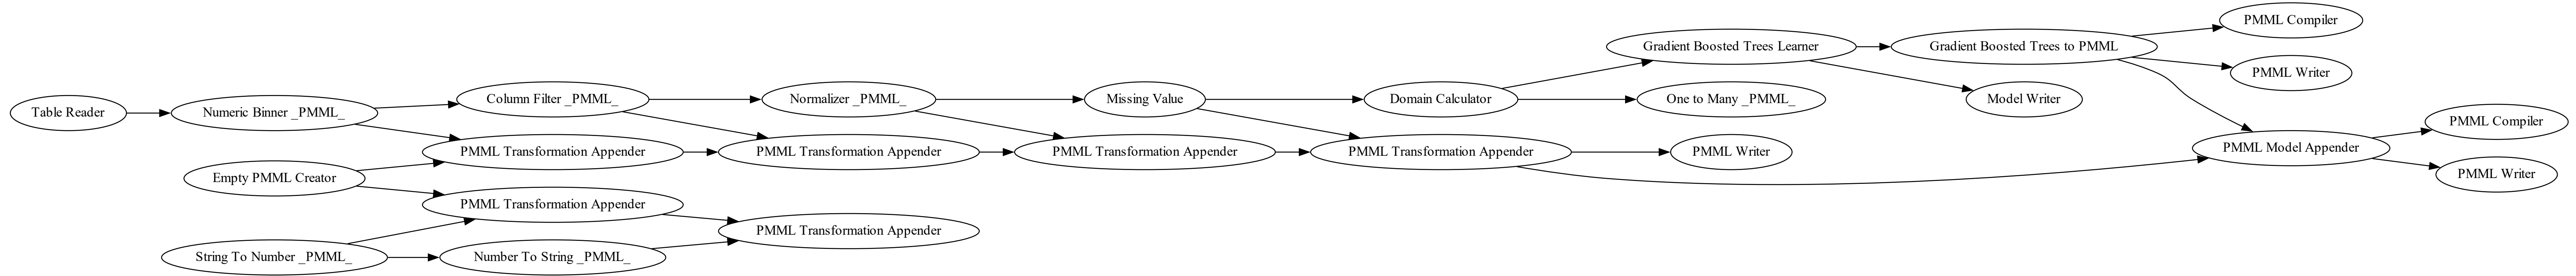 PMML Compiler
Gradient Boosted Trees Learner
Gradient Boosted Trees to PMML
PMML Writer
Column Filter _PMML_
Normalizer _PMML_
Missing Value
Domain Calculator
One to Many _PMML_
Model Writer
Table Reader
Numeric Binner _PMML_
PMML Compiler
PMML Transformation Appender
PMML Transformation Appender
PMML Transformation Appender
PMML Transformation Appender
PMML Writer
PMML Model Appender
Empty PMML Creator
PMML Writer
PMML Transformation Appender
PMML Transformation Appender
String To Number _PMML_
Number To String _PMML_